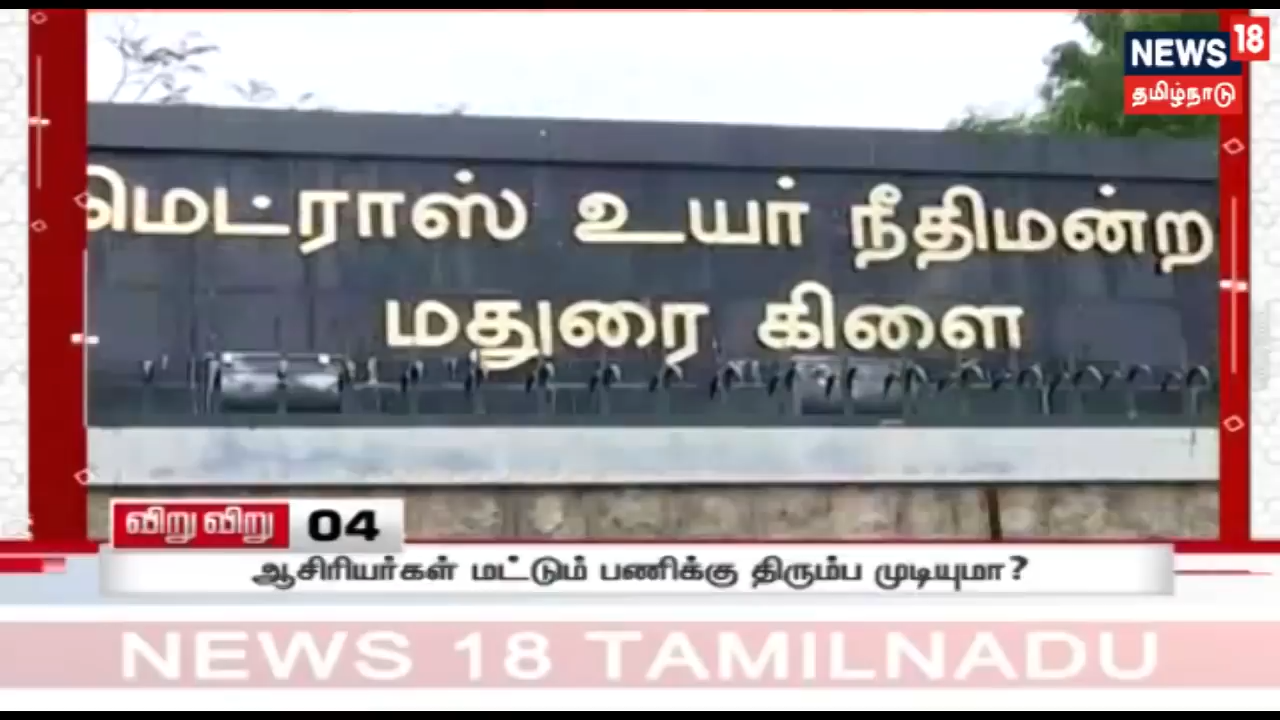 NEWS 18
தமிழ்நாடு
மெட்ராஸ் உயர் நீதிமன்ற
மதுரை கிளை
விறு விறு 04
ஆசிரியர்கள் மட்டும் பணிக்கு திரும்ப முடியுமா?
NEWS 18 TAMILNADU